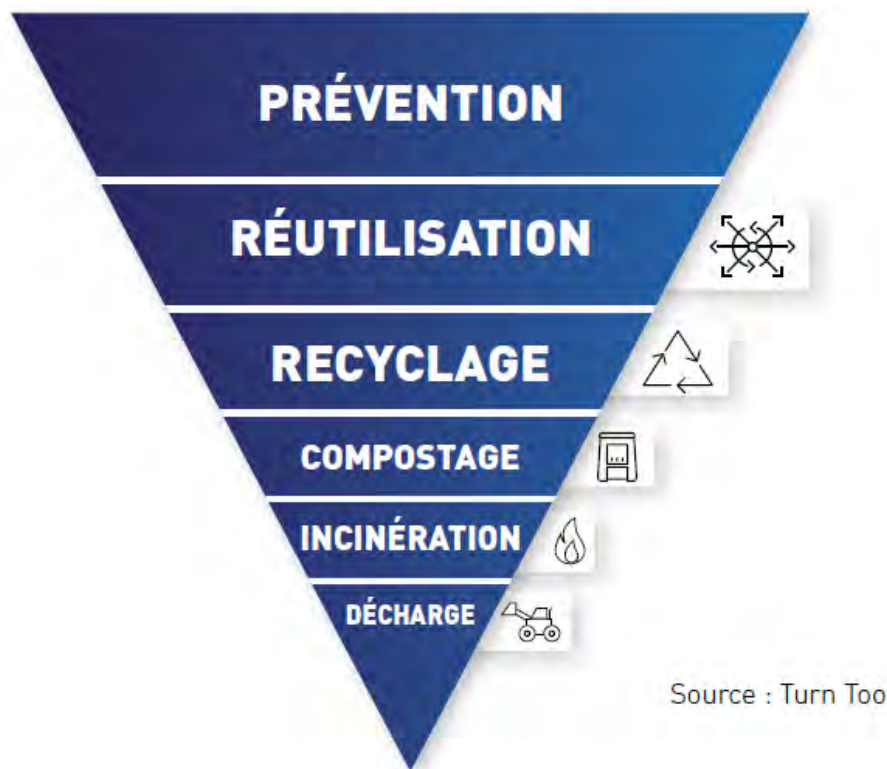 PRÉVENTION
RÉUTILISATION
RECYCLAGE
COMPOSTAGE
INCINÉRATION
DÉCHARGE
Source : Turn Too